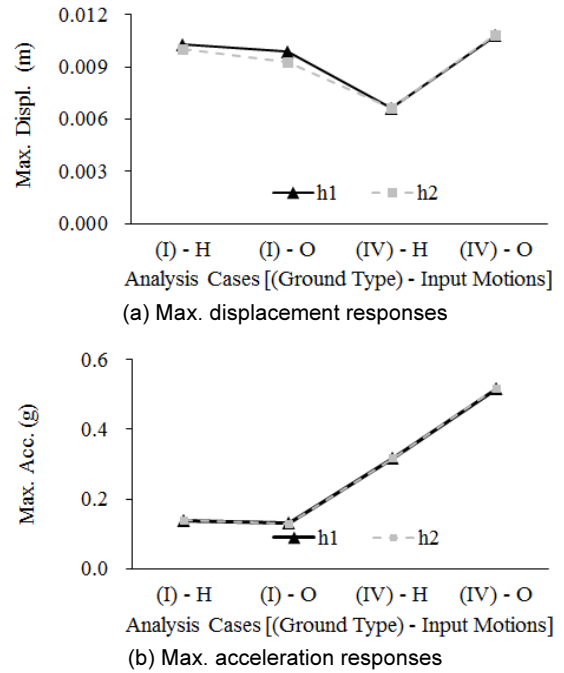 0.012
0.009
0.006
0.003
0.000
Max. Displ. (m)
h1 h2
(I) - H (I) - O (IV) - H (IV) - O
Analysis Cases [(Ground Type) - Input Motions]
(a) Max. displacement responses
0.6
0.4
0.2
0.0
Max. Acc. (g)
h1 h2
(I) - H (I) - O (IV) - H (IV) - O
Analysis Cases [(Ground Type) - Input Motions]
(b) Max. acceleration responses